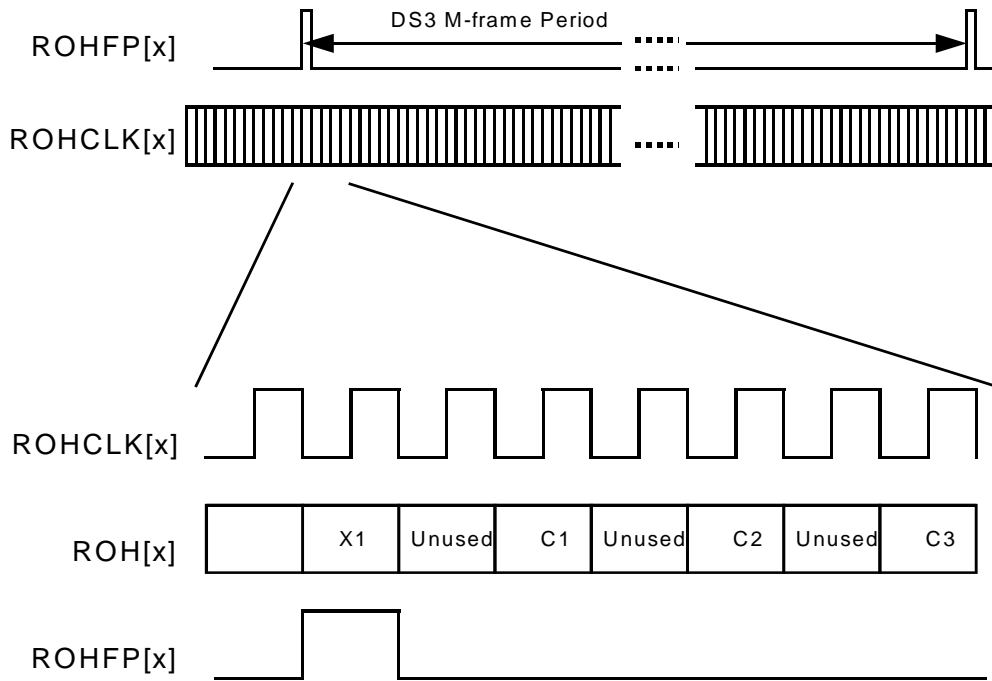 DS3 M-frame Period
ROHFP[x]
ROHCLK[x]
ROHCLK[x]
ROH[x] X1 Unused C1 Unused C2 Unused C3
ROHFP[x]